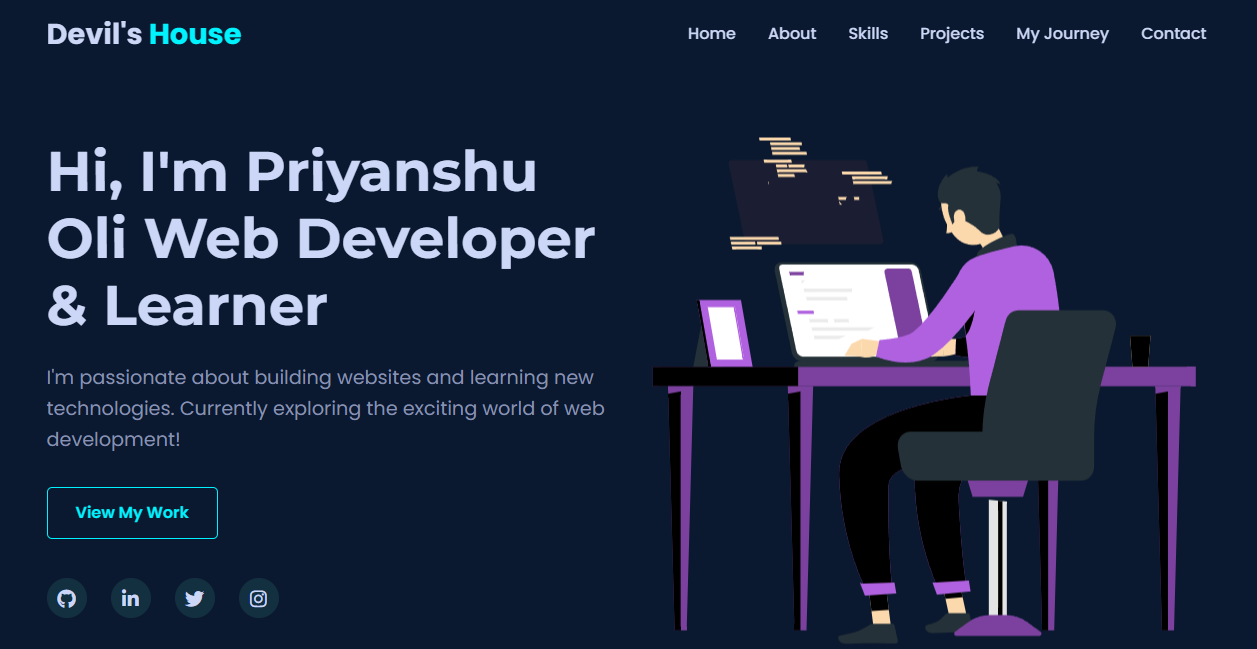 Devil's House
Home About Skills Projects My Journey Contact
Hi, I'm Priyanshu
Oli Web Developer
& Learner
I'm passionate about building websites and learning new
technologies. Currently exploring the exciting world of web
development!
View My Work
in